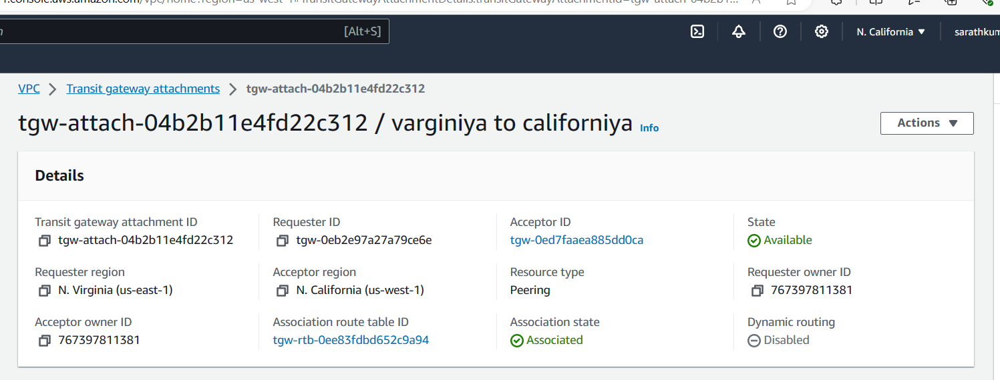 r.console.aws.amazon.com/vpc/home?region=us-west-1#TransitGatewayAttachmentDetails:transitGatewayAttachmentId=tgw-attach-04b2b1...
[Alt+S]
N. California
sarathkum
VPC
Transit gateway attachments
tgw-attach-04b2b11e4fd22c312
tgw-attach-04b2b11e4fd22c312 / varginiya to californiya Info
Actions
Details
Transit gateway attachment ID
tgw-attach-04b2b11e4fd22c312
Requester ID
tgw-0eb2e97a27a79ce6e
Acceptor ID
tgw-0ed7faaea885dd0ca
State
Available
Requester region
N. Virginia (us-east-1)
Acceptor region
N. California (us-west-1)
Resource type
Peering
Requester owner ID
767397811381
Acceptor owner ID
767397811381
Association route table ID
tgw-rtb-0ee83fdbd652c9a94
Association state
Associated
Dynamic routing
Disabled